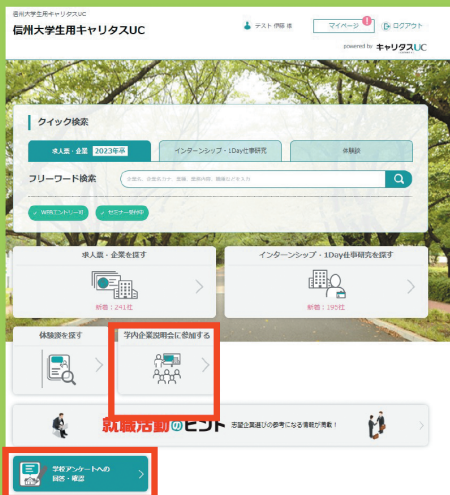 信州大学生用キャリタスUC
信州大学生用キャリタスUC
テスト 伊藤 様
マイページ
!
ログアウト
powered by キャリタスUC
クイック検索
求人票・企業 2023年卒
インターンシップ・1Day仕事研究
体験談
フリーワード検索
WEBエントリー可
セミナー受付中
求人票・企業を探す
インターンシップ・1Day仕事研究を探す
新着：241社
新着：195社
体験談を探す
学内企業説明会に参加する
就職活動のヒント
志望企業選びの参考になる情報が満載！
学校アンケートへの
回答・確認